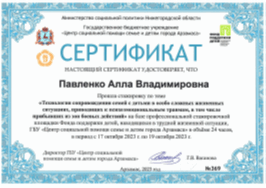 Министерство социальной политики Нижегородской области
Государственное бюджетное учреждение
«Центр социальной помощи семье и детям города Арзамаса»
СЕРТИФИКАТ
НАСТОЯЩИЙ СЕРТИФИКАТ УДОСТОВЕРЯЕТ, ЧТО
Павленко Алла Владимировна
Прошла стажировку по теме
«Технология сопровождения семей с детьми в особо сложных жизненных
ситуациях, приводящих к психоэмоциональным травмам, в том числе
прибывших из зон боевых действий» на базе профессиональной стажировочной
площадки Фонда поддержки детей, находящихся в трудной жизненной ситуации,
ГБУ «Центр социальной помощи семье и детям города Арзамаса» в объёме 24 часов,
в период с 17 октября 2023 г. по 19 октября 2023 г.
Директор ГБУ «Центр социальной
помощи семье и детям города Арзамаса»
Арзамас, 2023 год
№269